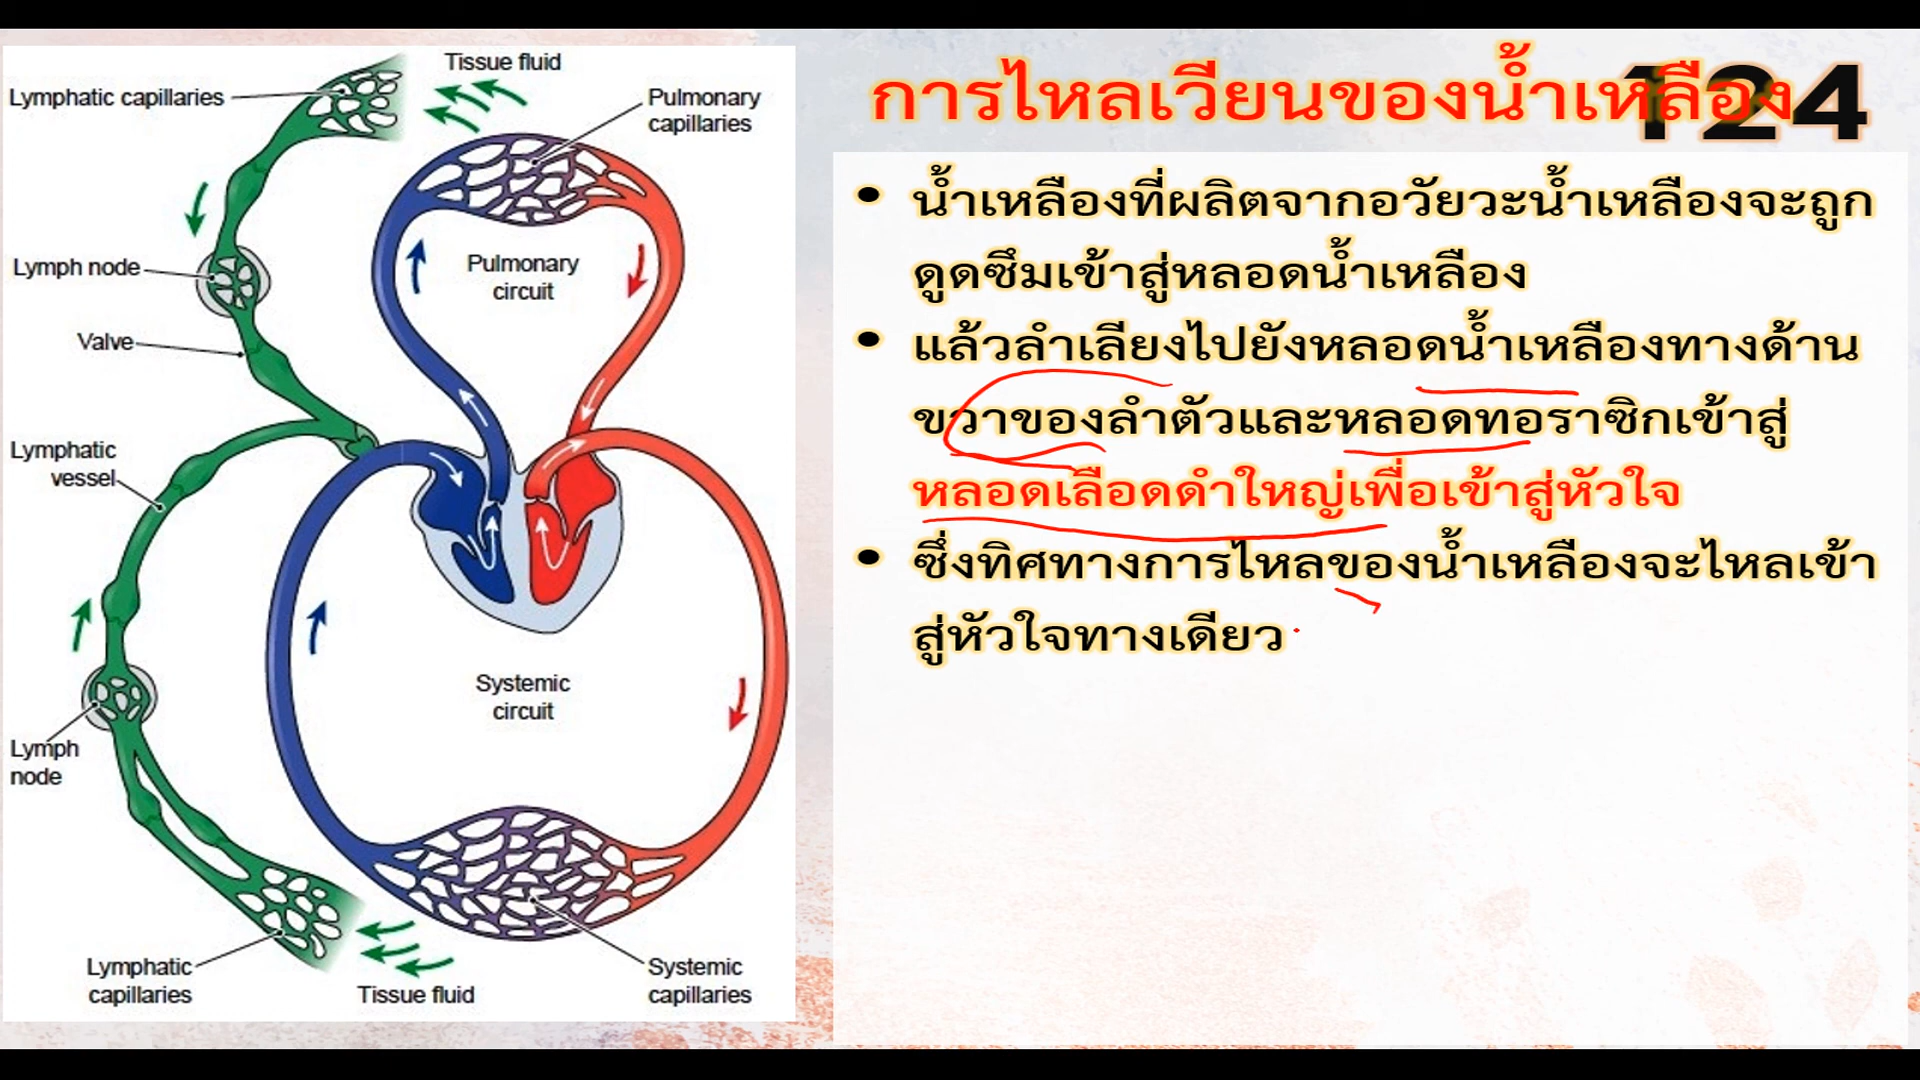 Tissue fluid
Lymphatic capillaries
Pulmonary
capillaries
Lymph node
Pulmonary
circuit
Valve
Lymphatic
vessel
Systemic
circuit
Lymph
node
Lymphatic
capillaries
Tissue fluid
Systemic
capillaries
การไหลเวียนของน้ำเหลือง
124
• น้ำเหลืองที่ผลิตจากอวัยวะน้ำเหลืองจะถูก
ดูดซึมเข้าสู่หลอดน้ำเหลือง
• แล้วลำเลียงไปยังหลอดน้ำเหลืองทางด้าน
ขวาของลำตัวและหลอดทอราซิกเข้าสู่
หลอดเลือดดำใหญ่เพื่อเข้าสู่หัวใจ
• ซึ่งทิศทางการไหลของน้ำเหลืองจะไหลเข้า
สู่หัวใจทางเดียว